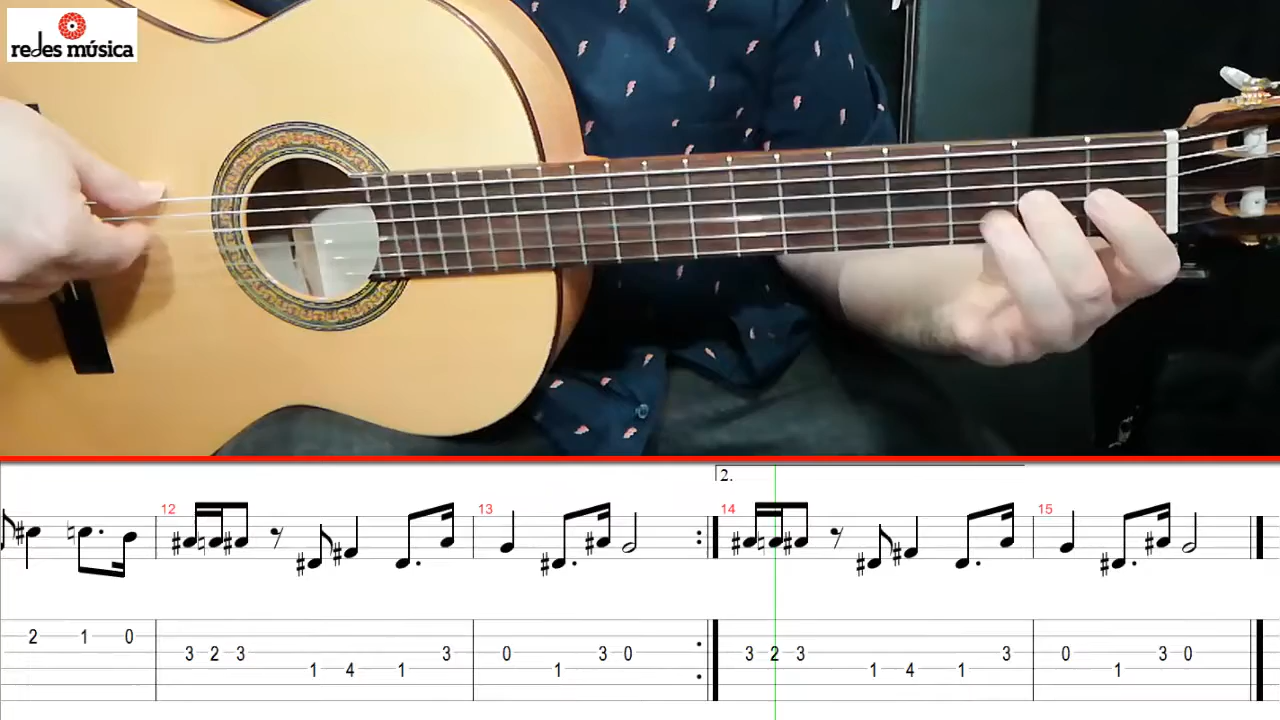 redes música
2.
12 13 14 15
2 1 0
3 2 3 3 0 3 0 3 2 3 3 0 3 0
1 4 1 1 1 4 1 1